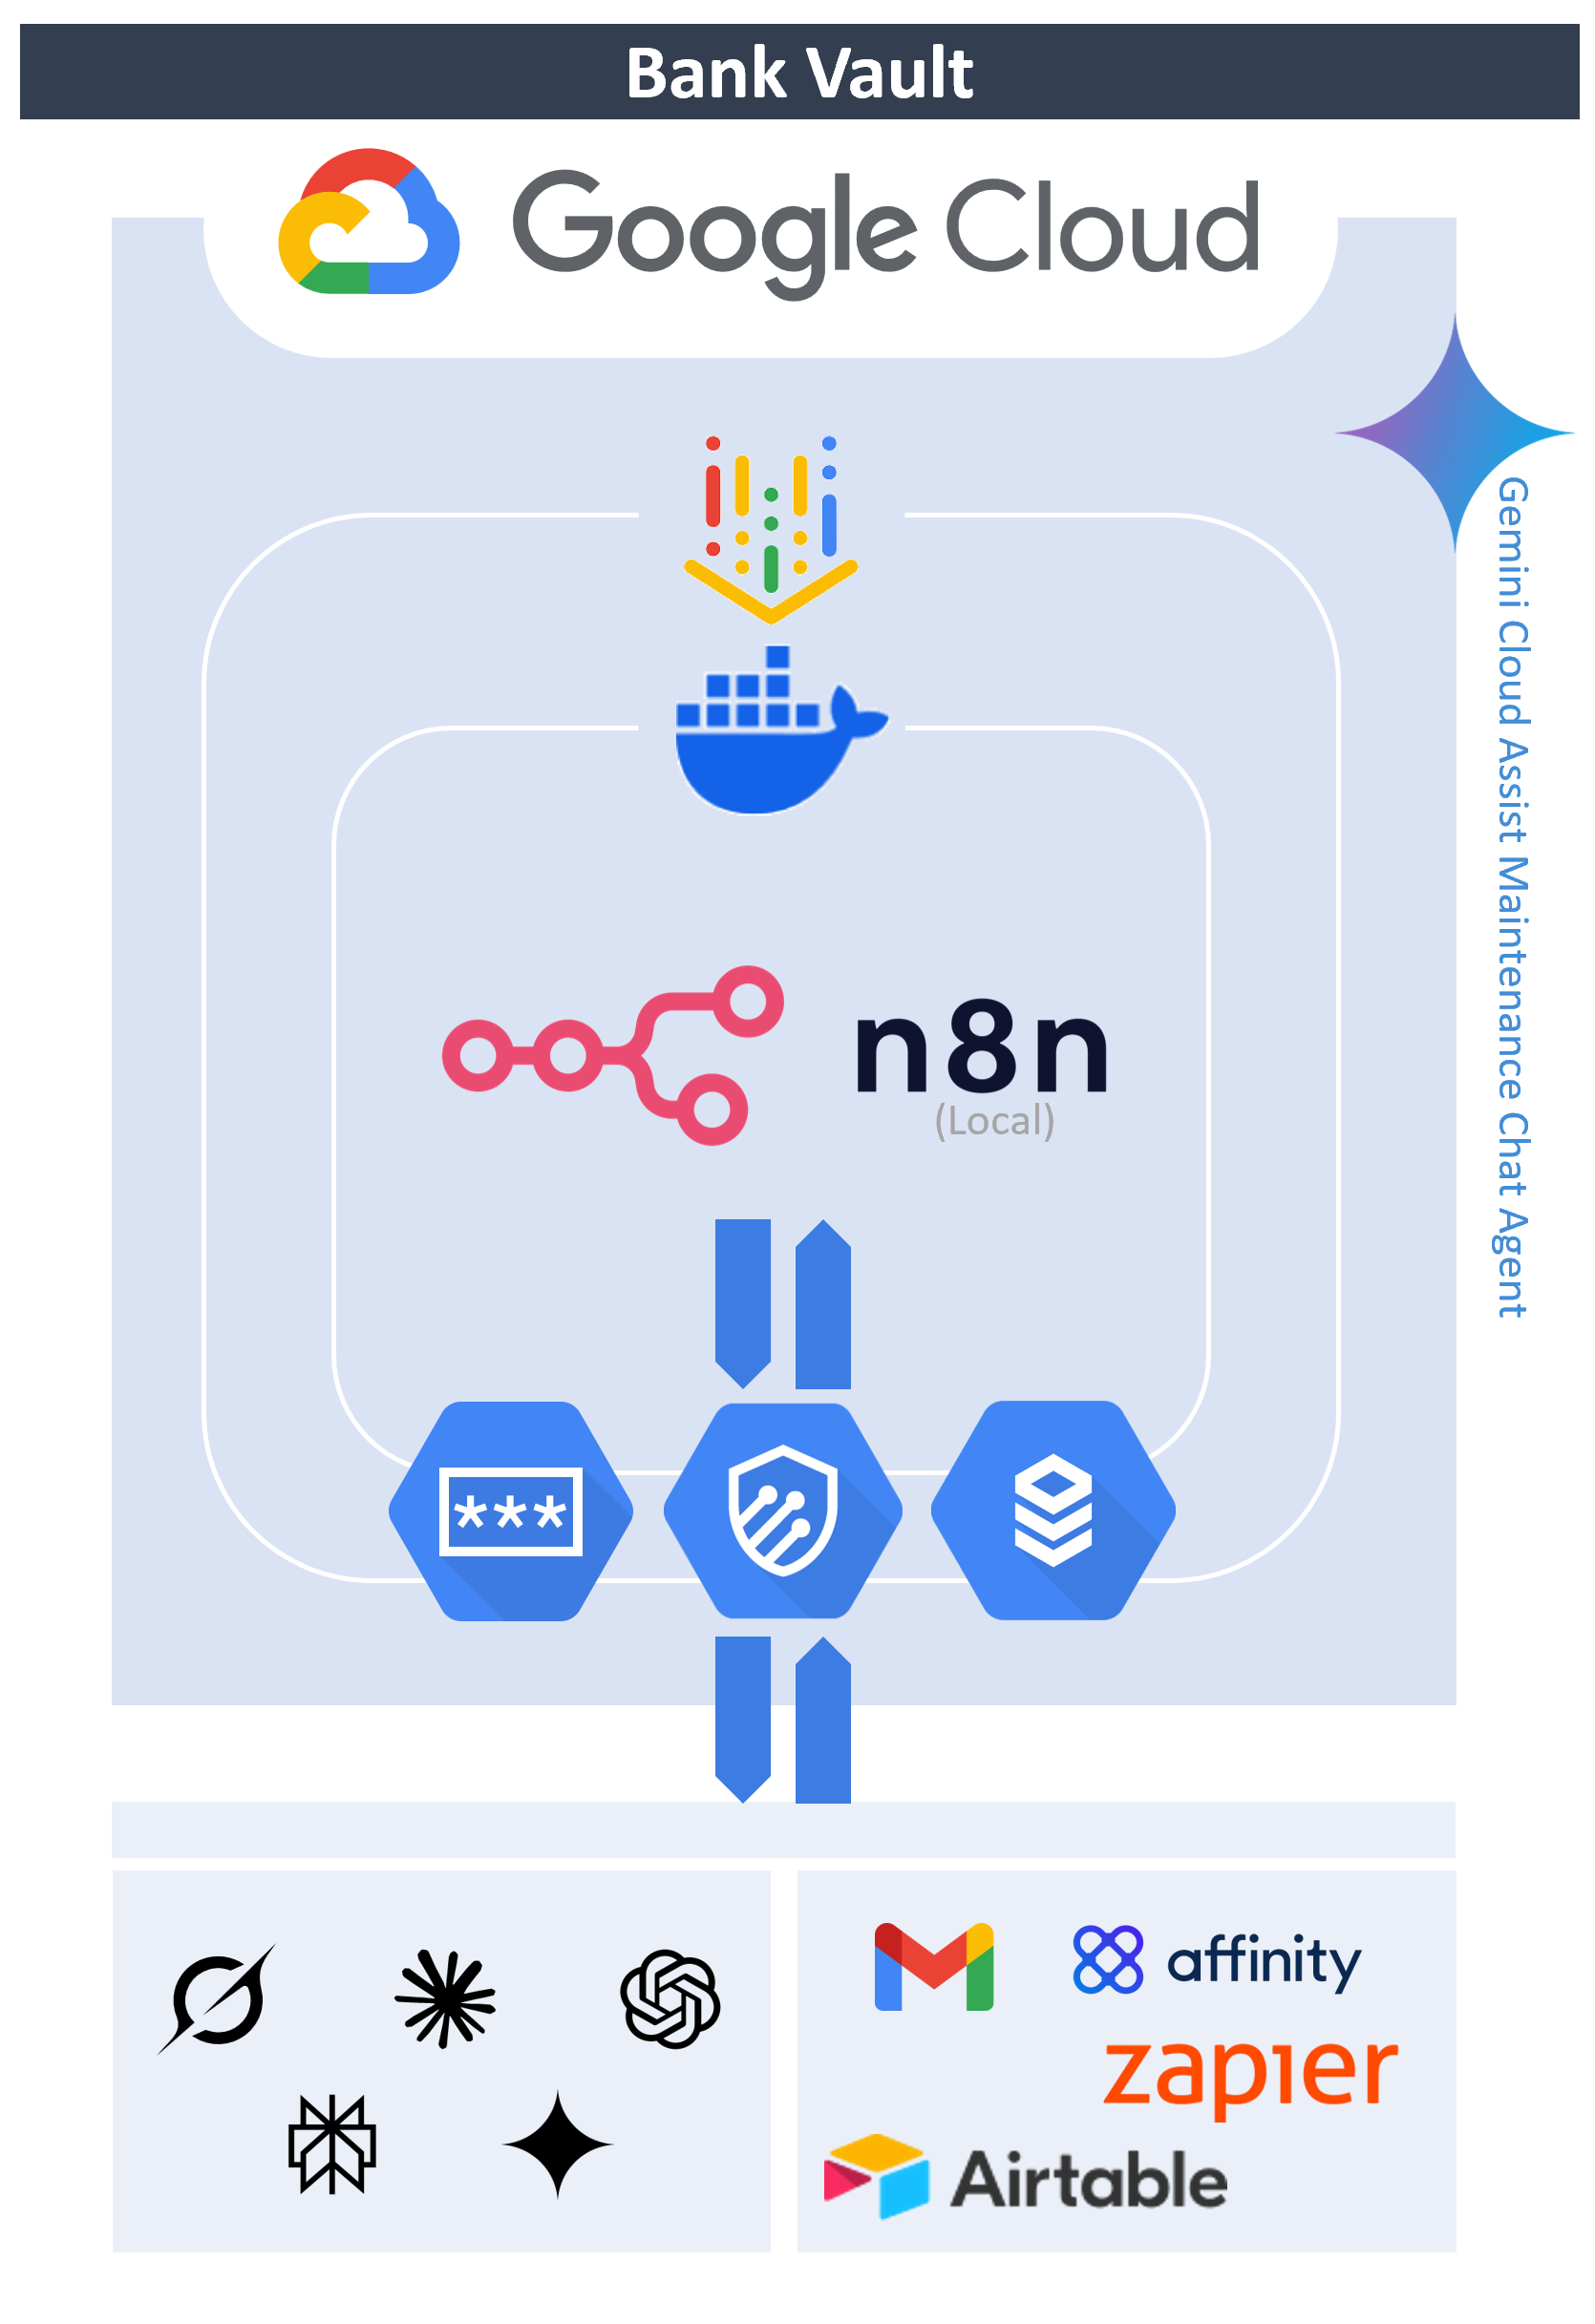 Bank Vault
Google Cloud
Gemini Cloud Assist Maintenance Chat Agent
n8n
(Local)
***
affinity
zapier
Airtable